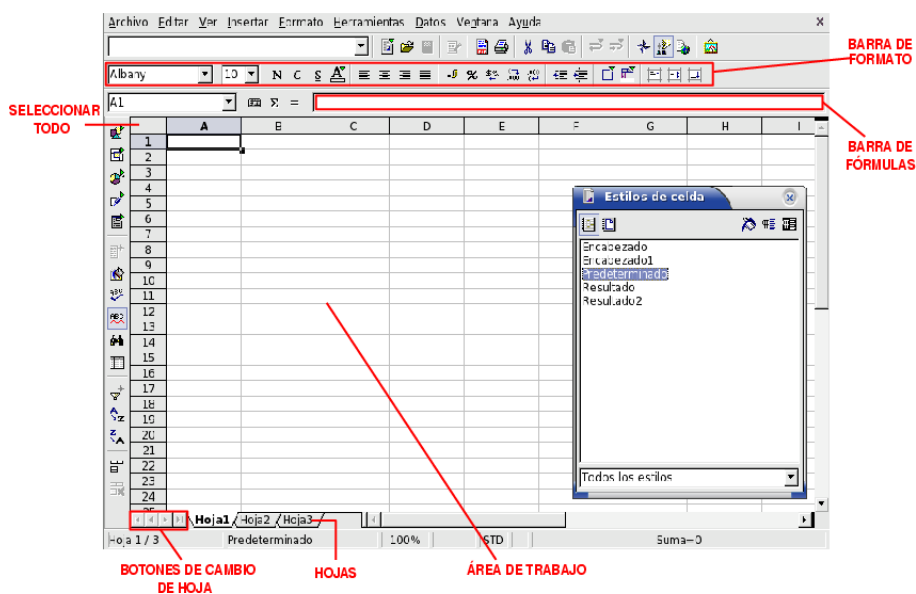 Archivo Editar Ver Insertar Formato Herramientas Datos Ventana Ayuda X
BARRA DE
FORMATO
Albany 10 N C S A
A1 Σ =
SELECCIONAR
TODO
BARRA DE
FÓRMULAS
A B C D E F G H I
1
2
3
4
5
6
7
8
9
10
11
12
13
14
15
16
17
18
19
20
21
22
23
24
25
Estilos de celda
Encabezado
Encabezado1
Predeterminado
Resultado
Resultado2
Todos los estilos
Hoja1 Hoja2 Hoja3
Hoja 1 / 3 Predeterminado 100% STD Suma=0
BOTONES DE CAMBIO
DE HOJA
HOJAS
ÁREA DE TRABAJO